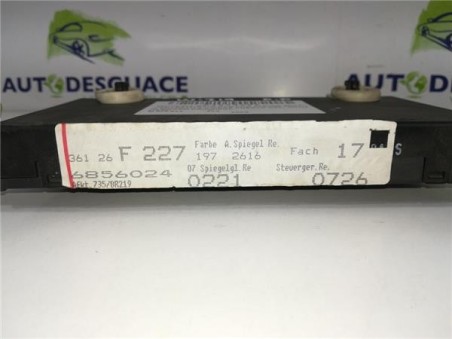 AUTODESGUACE
AUTODESGUACE
Farbe A.Spiegel Re.
361 26 F 227 197 2616 Fach 17 S
6856024 07 Spiegelgl.Re Steuerger.Re.
0221 0726